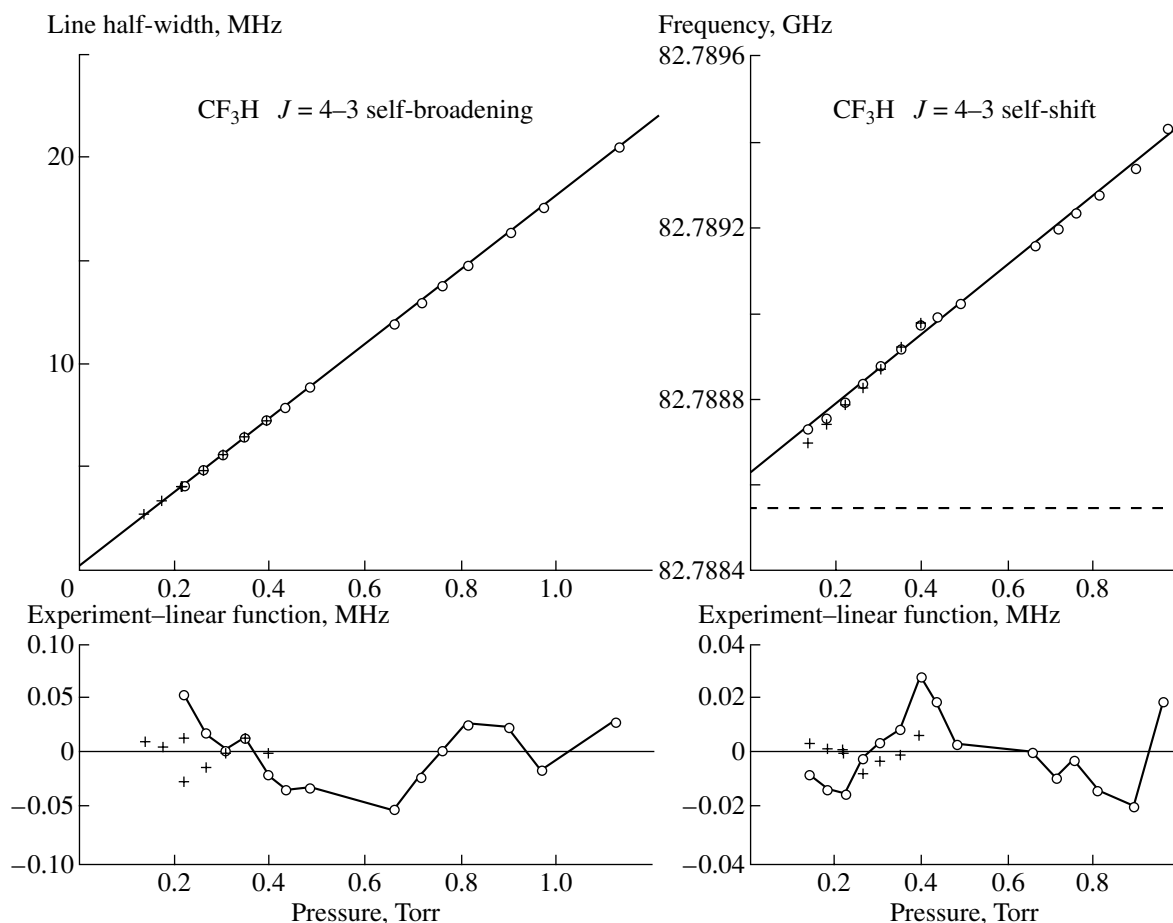 Line half-width, MHz
CF3H J = 4–3 self-broadening
20
10
0
0.2 0.4 0.6 0.8 1.0
Frequency, GHz
82.7896
CF3H J = 4–3 self-shift
82.7892
82.7888
82.7884
0.2 0.4 0.6 0.8
Experiment–linear function, MHz
0.10
0.05
0
–0.05
–0.10
0.2 0.4 0.6 0.8 1.0
Pressure, Torr
Experiment–linear function, MHz
0.04
0.02
0
–0.02
–0.04
0.2 0.4 0.6 0.8
Pressure, Torr